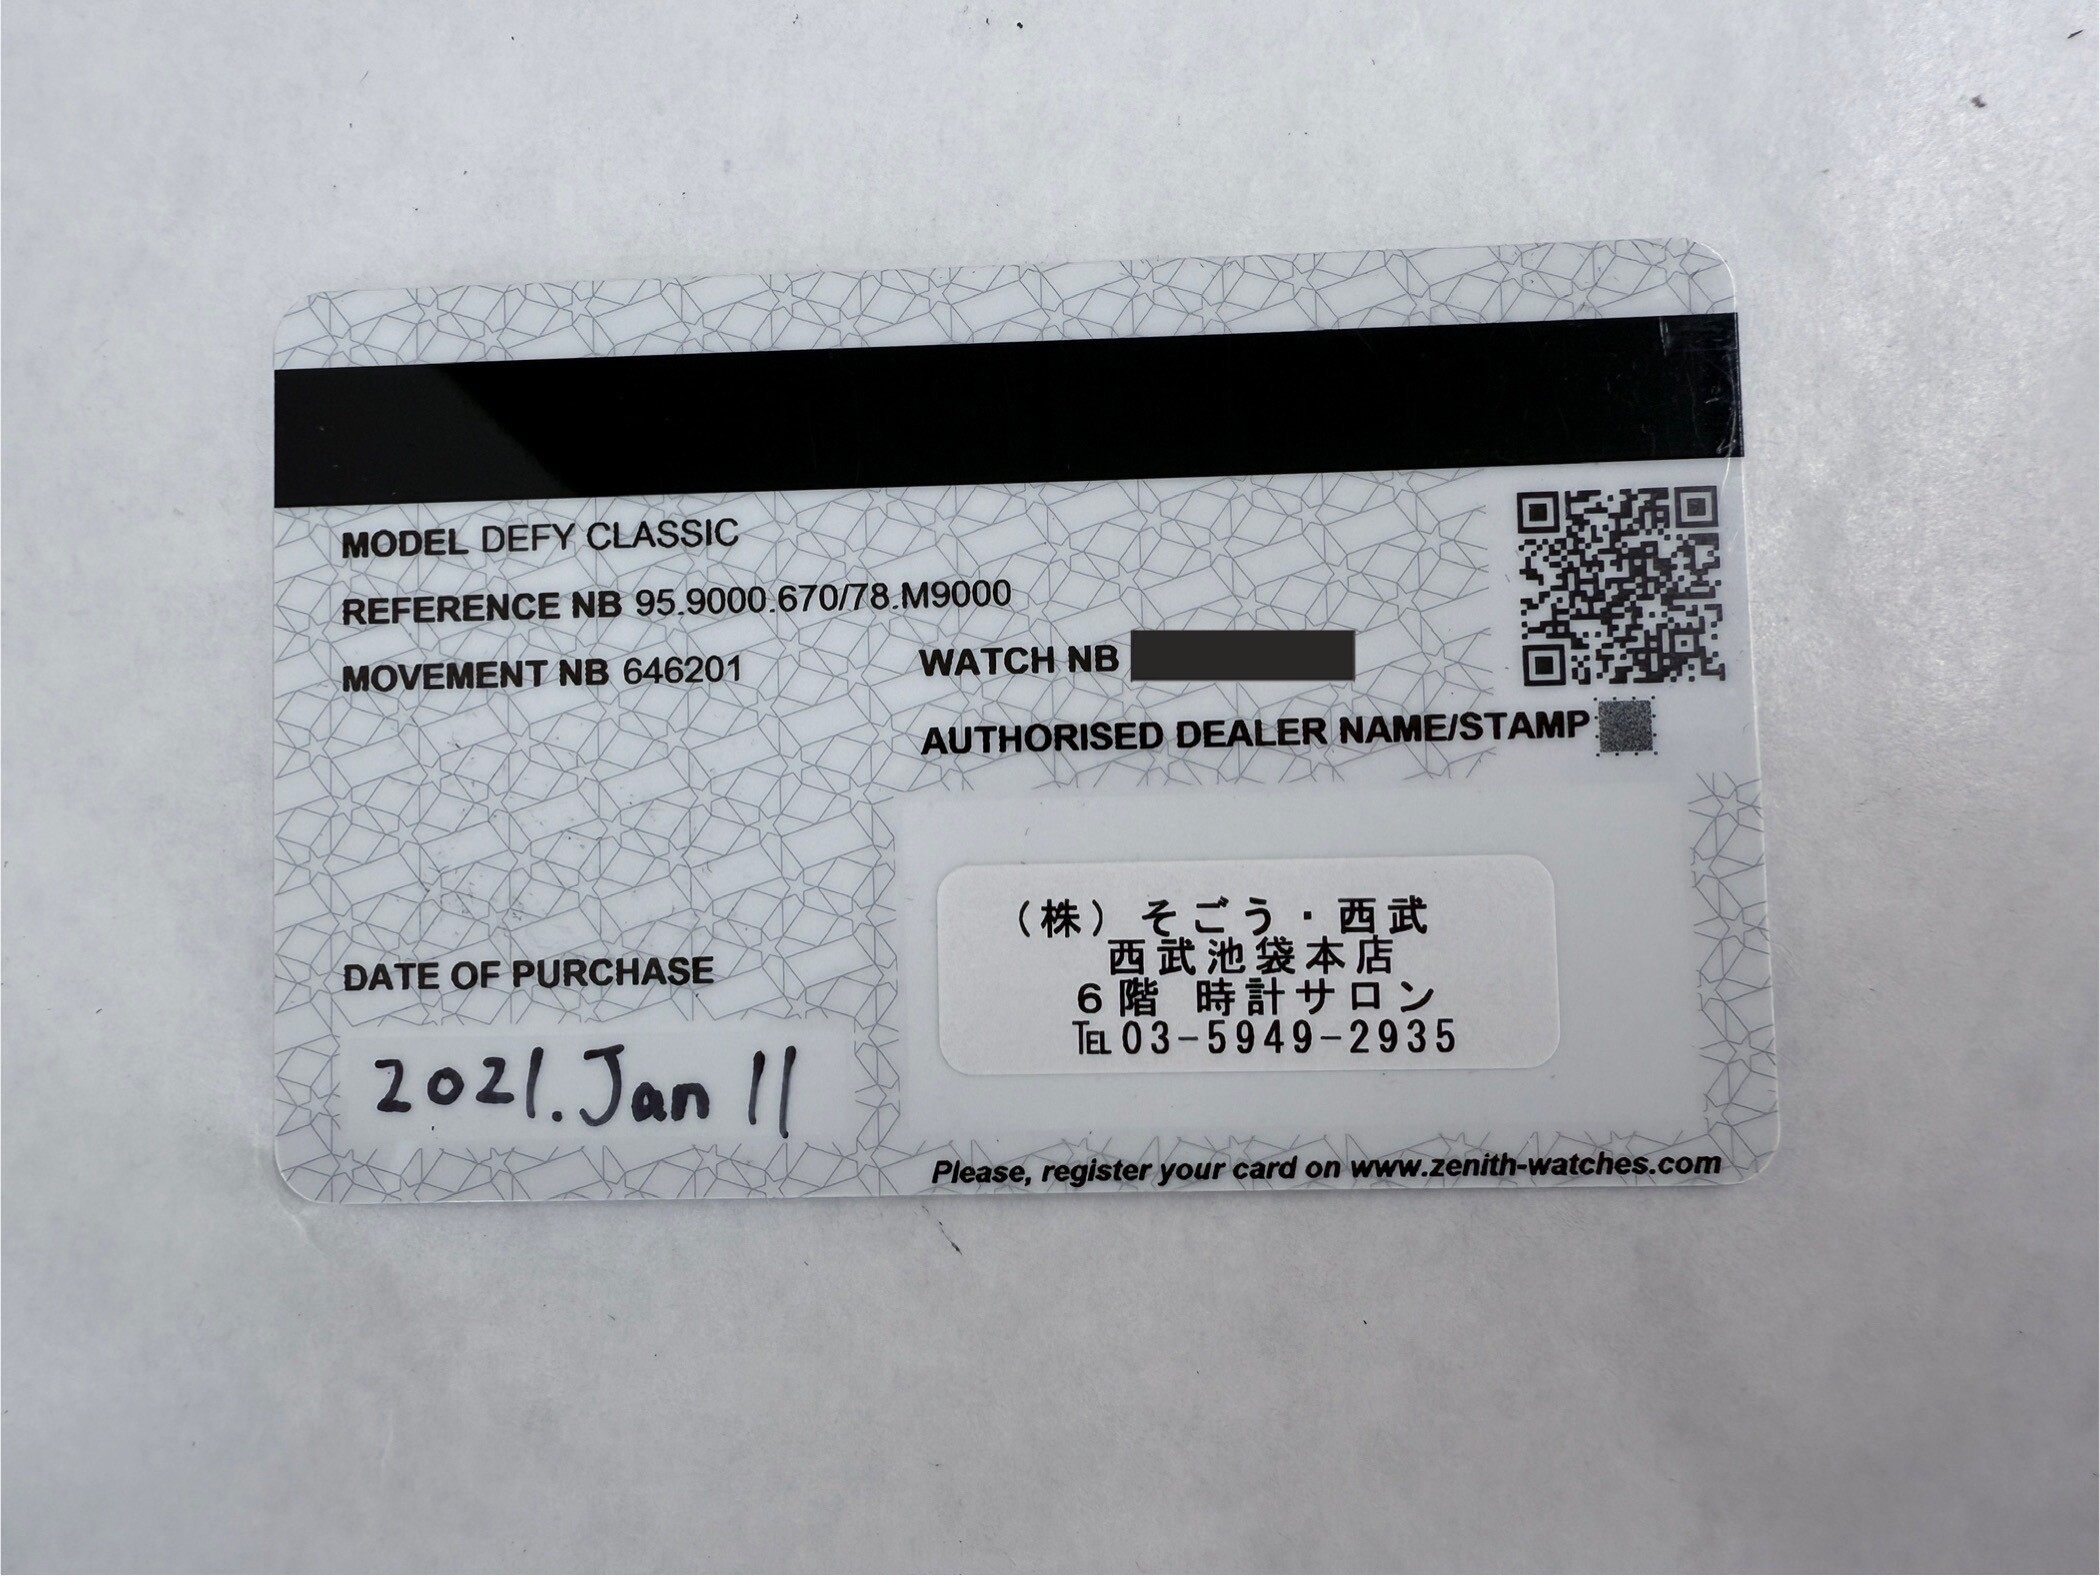 MODEL DEFY CLASSIC
REFERENCE NB 95.9000.670/78.M9000
MOVEMENT NB 646201
WATCH NB
AUTHORISED DEALER NAME/STAMP
(株)そごう・西武
西武池袋本店
6階 時計サロン
℡03-5949-2935
DATE OF PURCHASE
2021.Jan 11
Please, register your card on www.zenith-watches.com